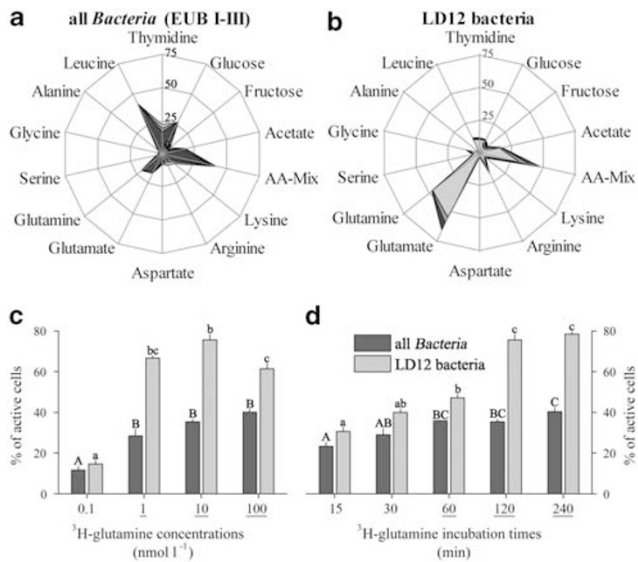 a all Bacteria (EUB I-III)
Thymidine
75
50
25
Leucine
Glucose
Alanine
Fructose
Glycine
Acetate
Serine
AA-Mix
Glutamine
Lysine
Glutamate
Arginine
Aspartate
b LD12 bacteria
Thymidine
75
50
25
Leucine
Glucose
Alanine
Fructose
Glycine
Acetate
Serine
AA-Mix
Glutamine
Lysine
Glutamate
Arginine
Aspartate
c
% of active cells
80
60
40
20
0
A a B bc B b B c
0.1 1 10 100
³H-glutamine concentrations
(nmol l⁻¹)
d
all Bacteria
LD12 bacteria
A a AB ab BC b BC c C c
15 30 60 120 240
³H-glutamine incubation times
(min)
80
60
40
20
0
% of active cells